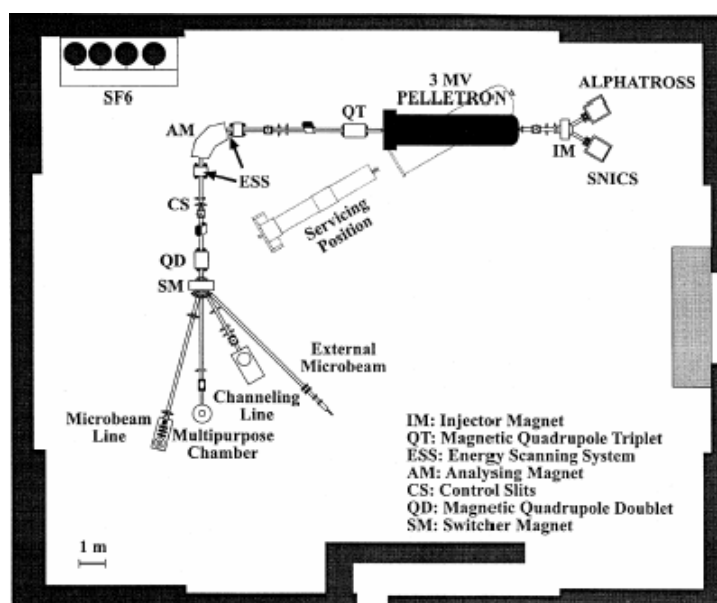 SF6
3 MV
PELLETRON
ALPHATROSS
QT
AM
IM
ESS
SNICS
CS
Servicing
Position
QD
SM
External
Microbeam
Channeling
Line
Microbeam
Line
Multipurpose
Chamber
IM: Injector Magnet
QT: Magnetic Quadrupole Triplet
ESS: Energy Scanning System
AM: Analysing Magnet
CS: Control Slits
QD: Magnetic Quadrupole Doublet
SM: Switcher Magnet
1 m